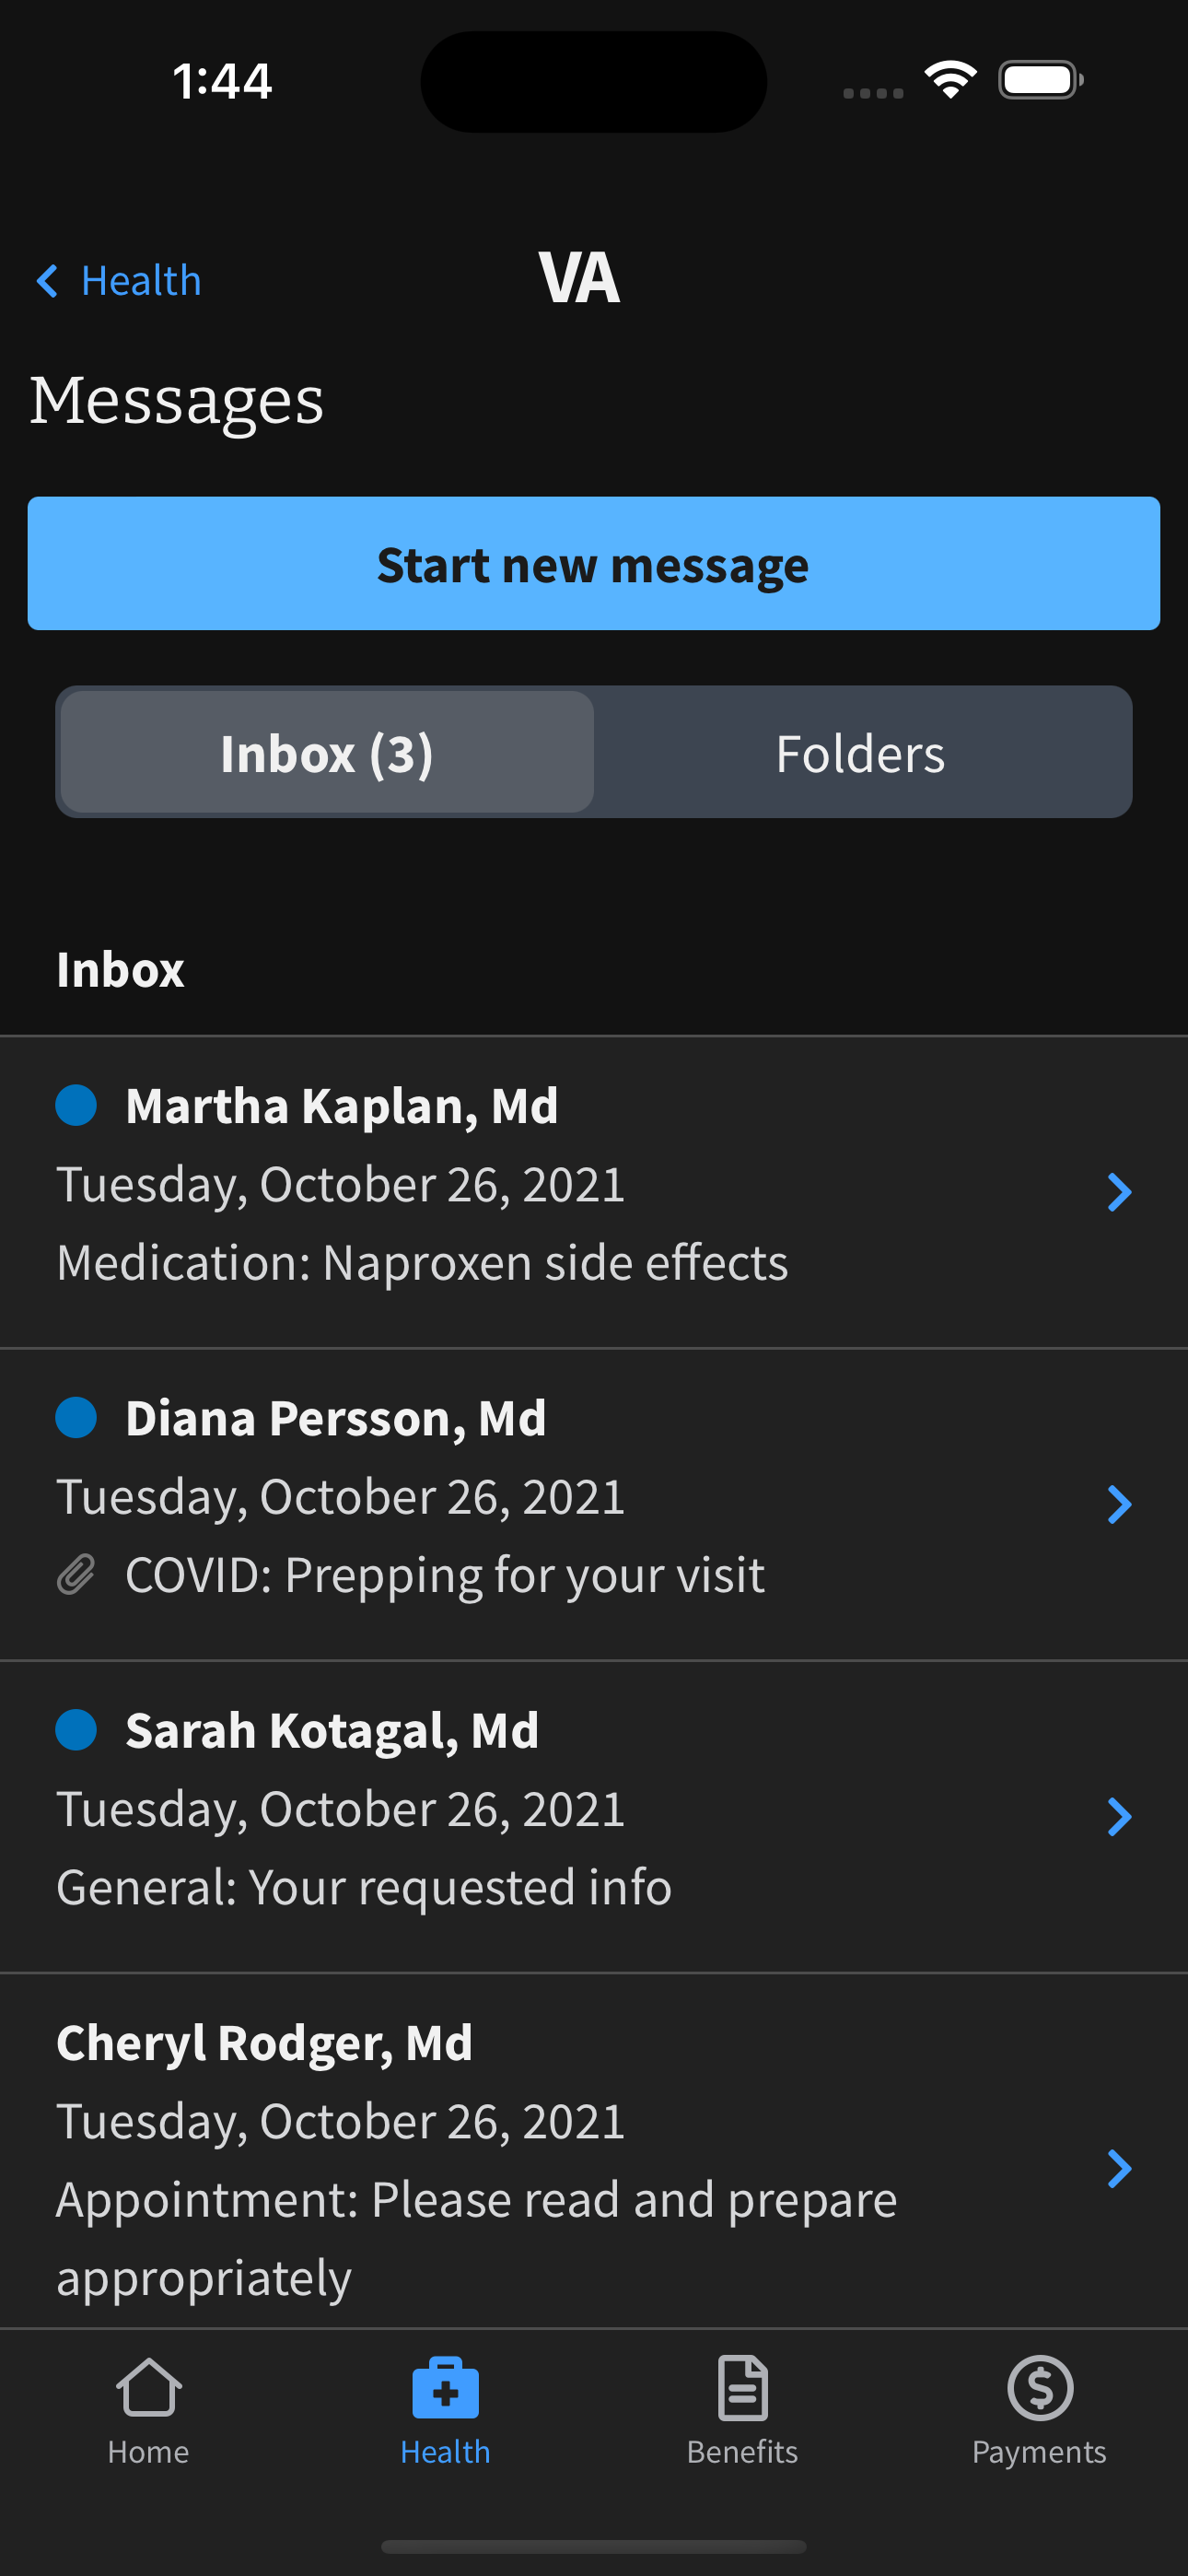 1:44
Health
VA
Messages
Start new message
Inbox (3)
Folders
Inbox
Martha Kaplan, Md
Tuesday, October 26, 2021
Medication: Naproxen side effects
Diana Persson, Md
Tuesday, October 26, 2021
COVID: Prepping for your visit
Sarah Kotagal, Md
Tuesday, October 26, 2021
General: Your requested info
Cheryl Rodger, Md
Tuesday, October 26, 2021
Appointment: Please read and prepare
appropriately
Home
Health
Benefits
Payments